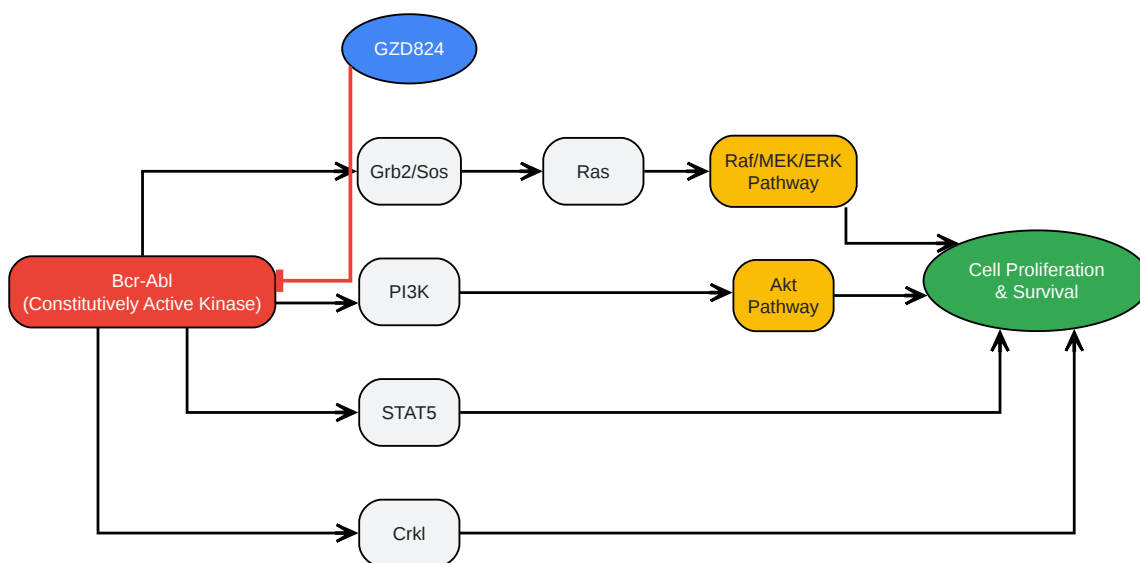 GZD824
Grb2/Sos
Ras
Raf/MEK/ERK
Pathway
Bcr-Abl
(Constitutively Active Kinase)
PI3K
Akt
Pathway
Cell Proliferation
& Survival
STAT5
Crkl